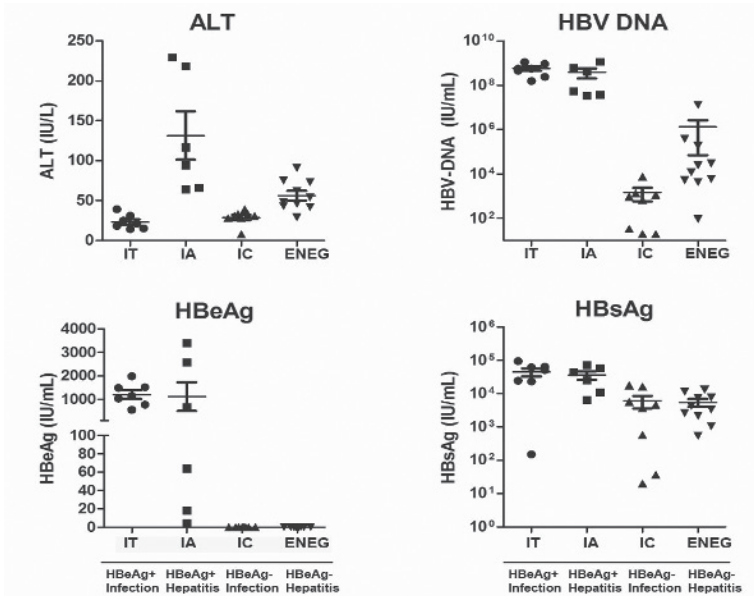 ALT
ALT (IU/L)
250
200
150
100
50
0
IT IA IC ENEG
HBV DNA
HBV-DNA (IU/mL)
10^10
10^8
10^6
10^4
10^2
IT IA IC ENEG
HBeAg
HBeAg (IU/mL)
4000
3000
2000
1000
100
80
60
40
20
0
IT IA IC ENEG
HBeAg+ Infection
HBeAg+ Hepatitis
HBeAg- Infection
HBeAg- Hepatitis
HBsAg
HBsAg (IU/mL)
10^6
10^5
10^4
10^3
10^2
10^1
10^0
IT IA IC ENEG
HBeAg+ Infection
HBeAg+ Hepatitis
HBeAg- Infection
HBeAg- Hepatitis